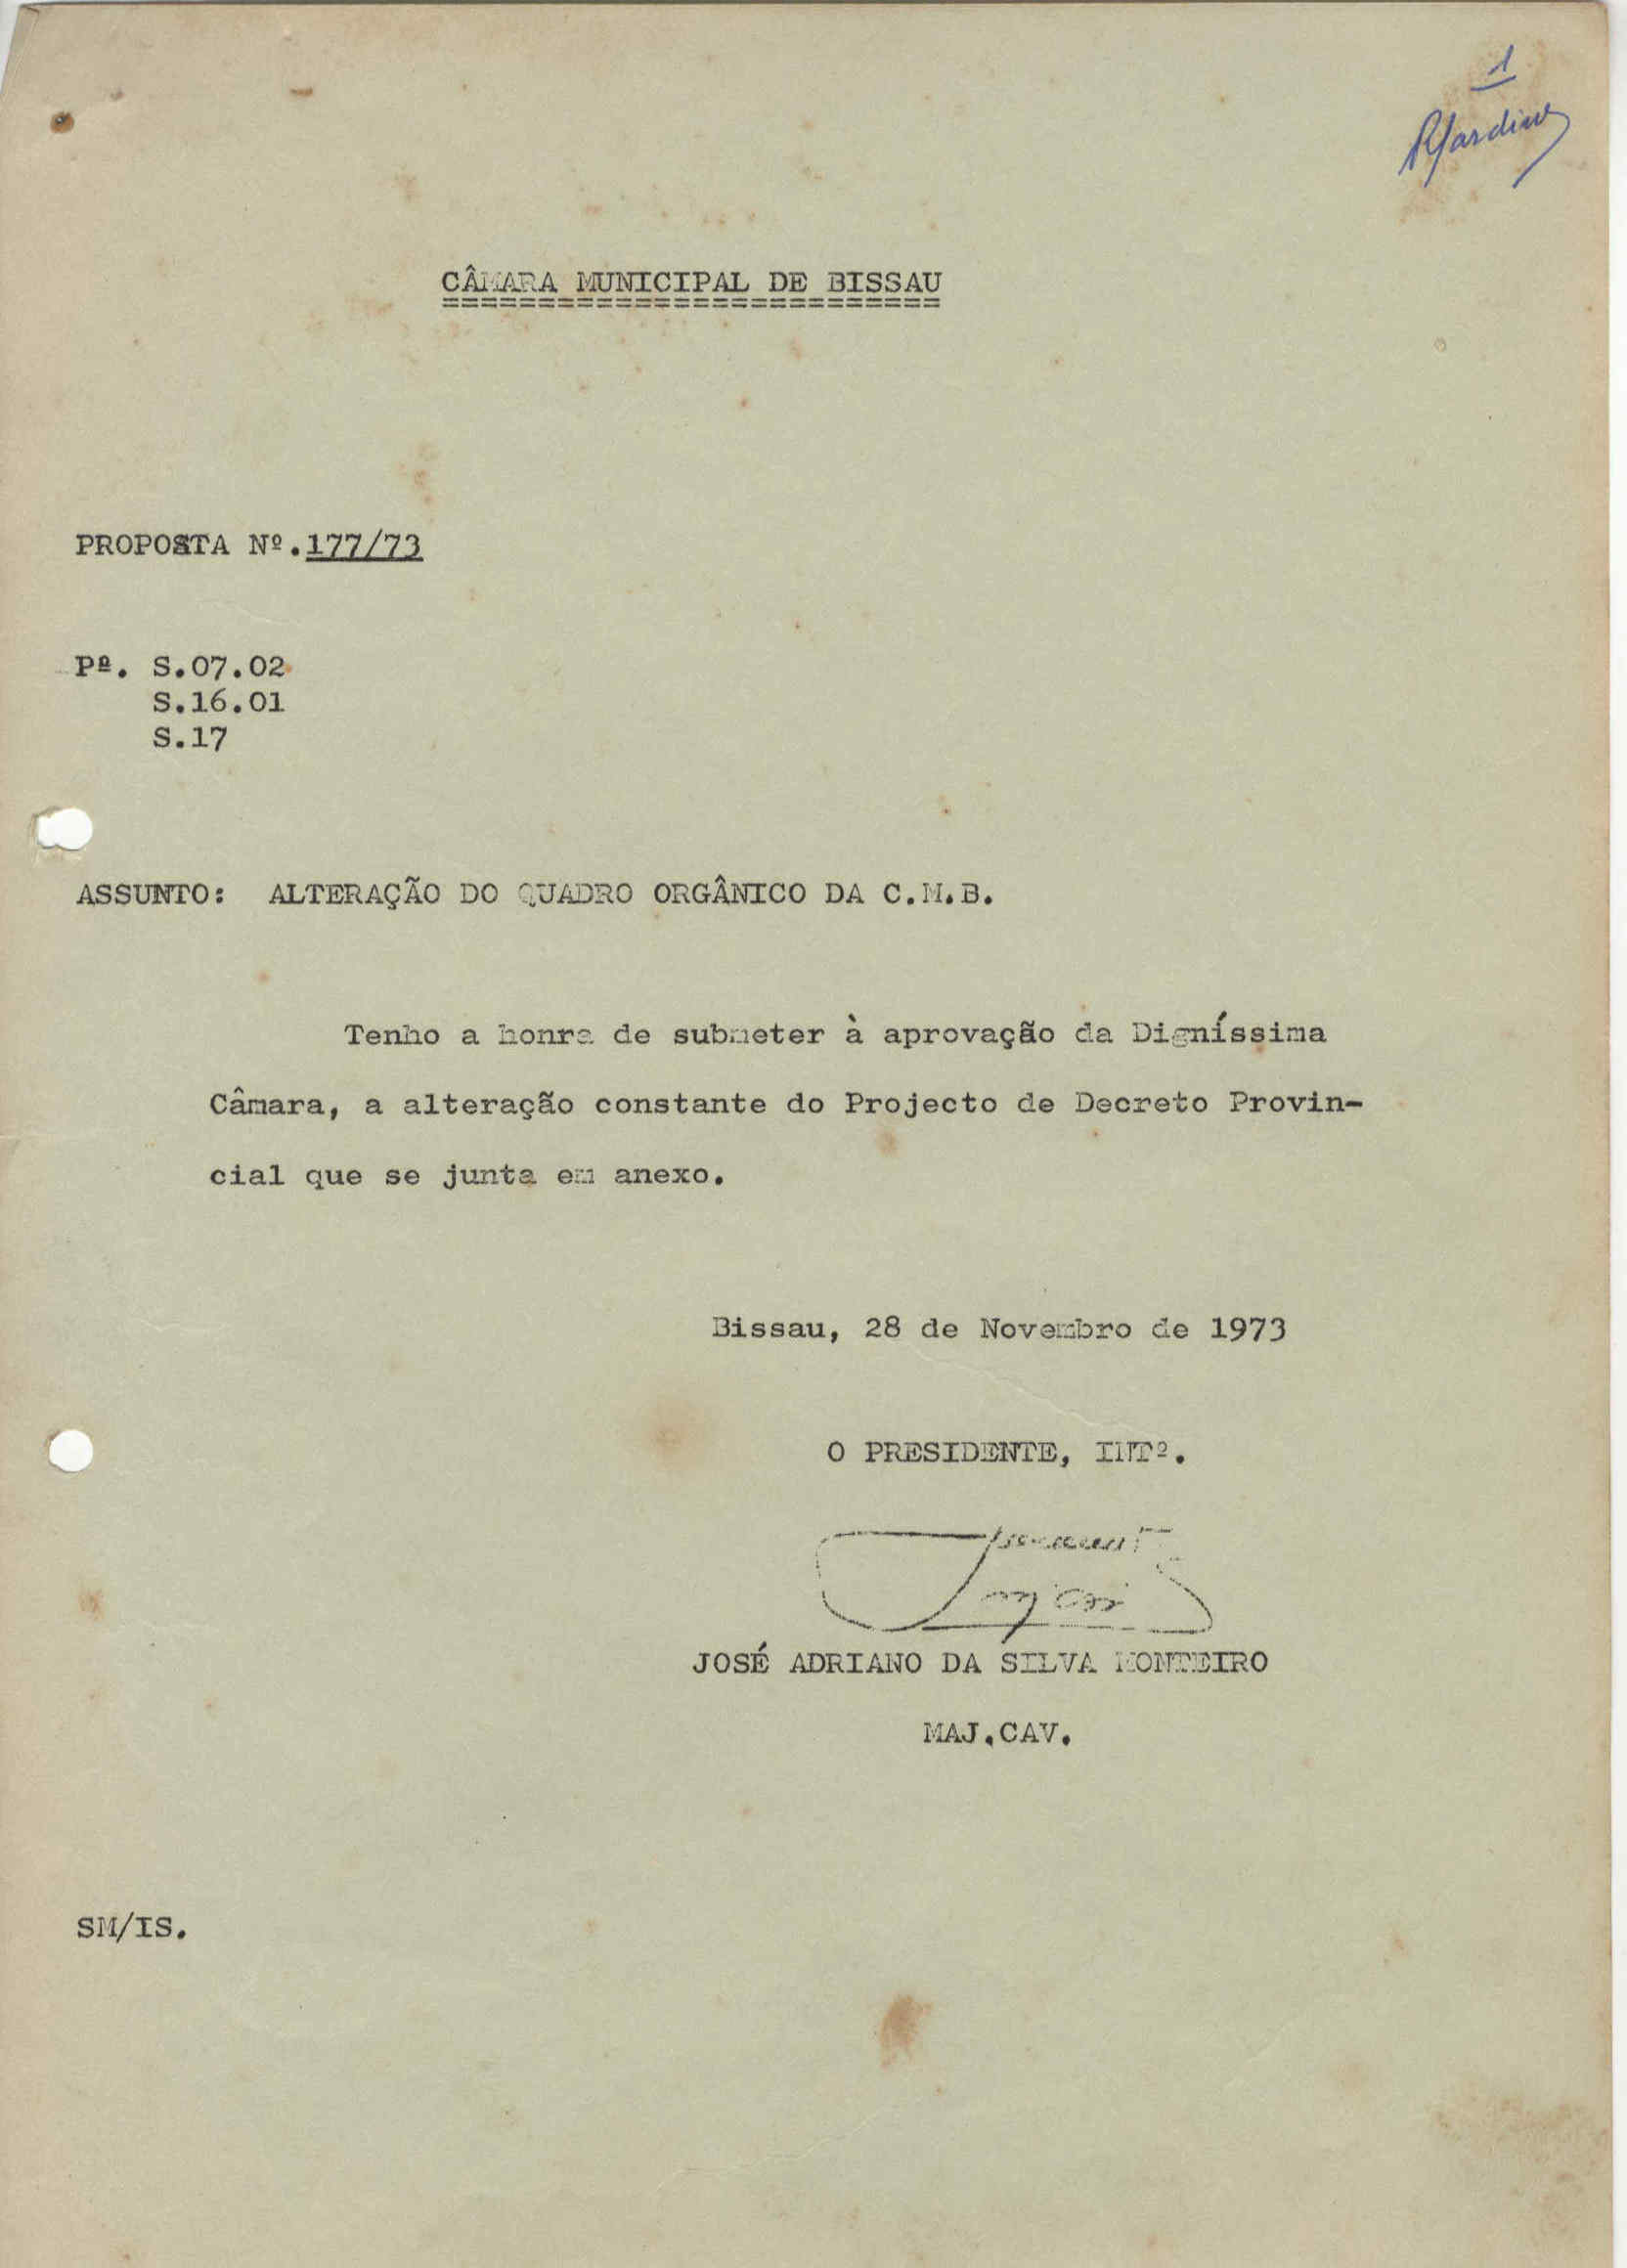 1
CÂMARA MUNICIPAL DE BISSAU
==========================
PROPOSTA Nº.177/73
Pº. S.07.02
S.16.01
S.17
ASSUNTO: ALTERAÇÃO DO QUADRO ORGÂNICO DA C.M.B.
Tenho a honra de submeter à aprovação da Digníssima
Câmara, a alteração constante do Projecto de Decreto Provin-
cial que se junta em anexo.
Bissau, 28 de Novembro de 1973
O PRESIDENTE, INTº.
JOSÉ ADRIANO DA SILVA MONTEIRO
MAJ.CAV.
SM/IS.